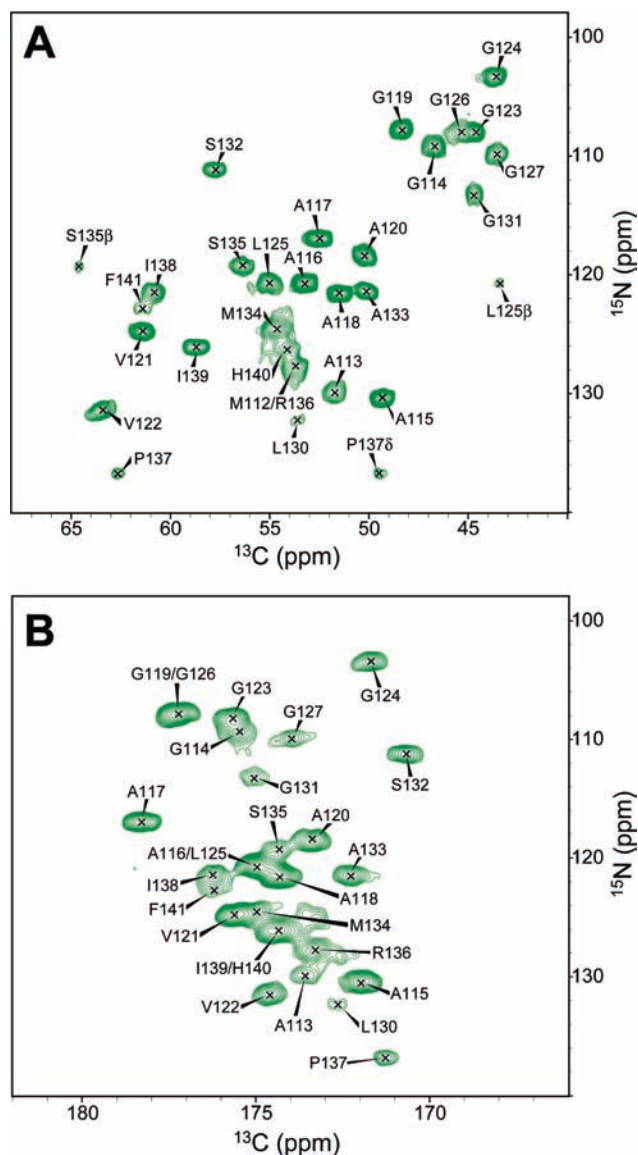 A
100
G124
G119
G126
G123
S132
110
G114
G127
G131
A117
S135β
S135
L125
A116
A120
I138
F141
120
M134
A118
A133
L125β
V121
H140
A113
I139
M112/R136
130
V122
L130
A115
P137
P137δ
15N (ppm)
65
60
55
50
45
40
13C (ppm)
B
100
G119/G126
G123
G124
G127
G114
110
G131
S132
A117
S135
A120
A116/L125
A133
120
I138
A118
F141
M134
V121
R136
I139/H140
A115
130
V122
A113
L130
P137
15N (ppm)
180
175
170
13C (ppm)